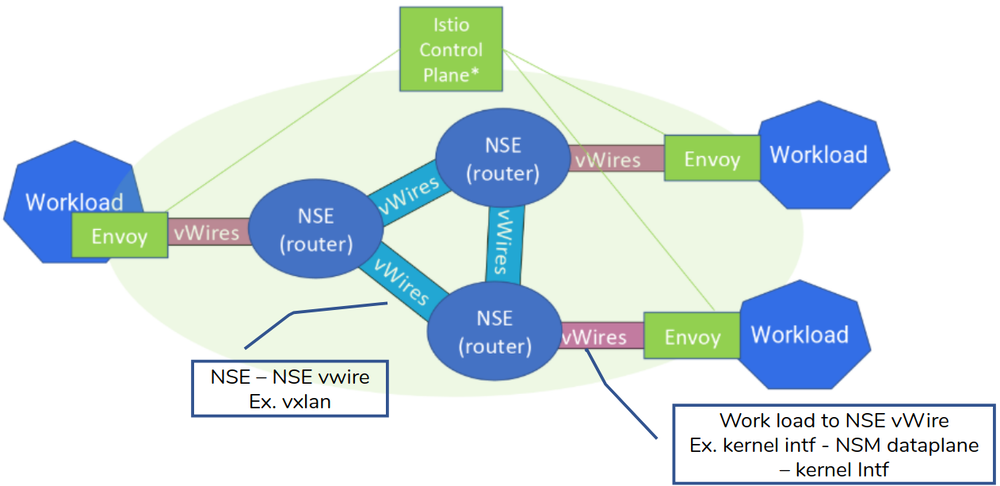 Istio
Control
Plane*
NSE
(router)
vWires
Envoy
Workload
Workload
Envoy
vWires
NSE
(router)
vWires
vWires
vWires
NSE
(router)
vWires
Envoy
Workload
NSE – NSE vwire
Ex. vxlan
Work load to NSE vWire
Ex. kernel intf - NSM dataplane
– kernel Intf